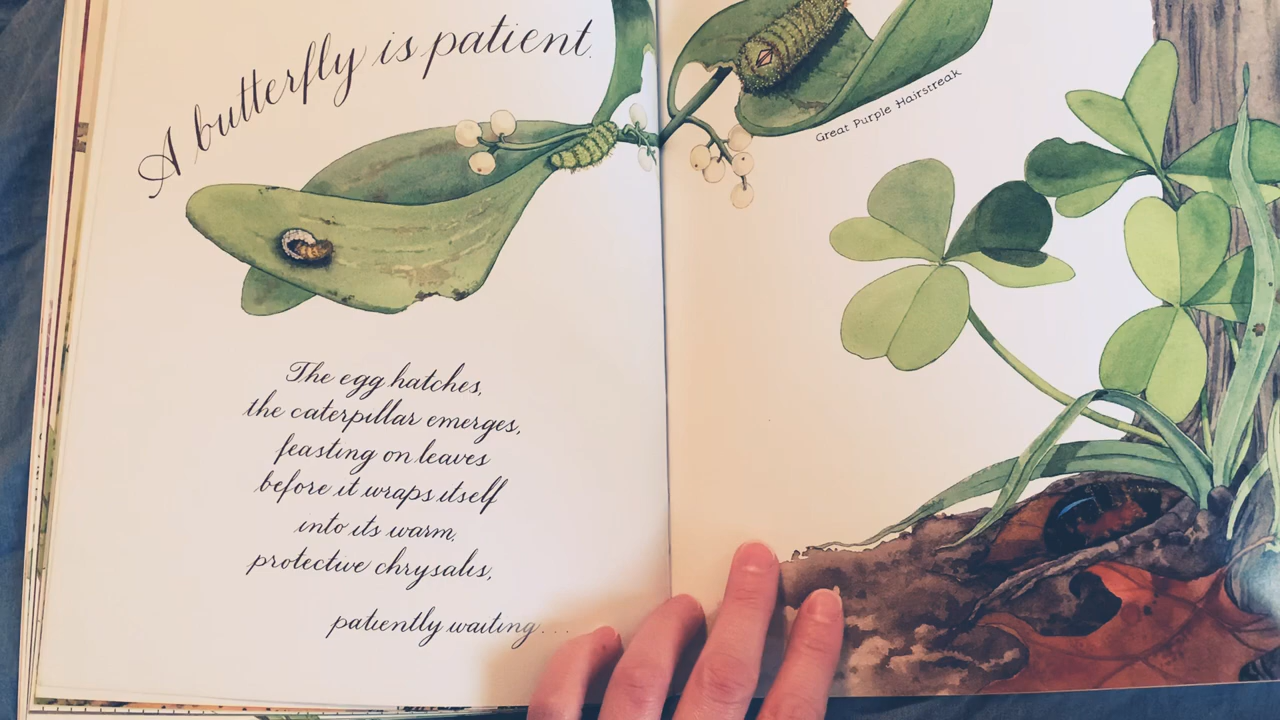 A butterfly is patient.
Great Purple Hairstreak
The egg hatches,
the caterpillar emerges,
feasting on leaves
before it wraps itself
into its warm,
protective chrysalis,
patiently waiting...